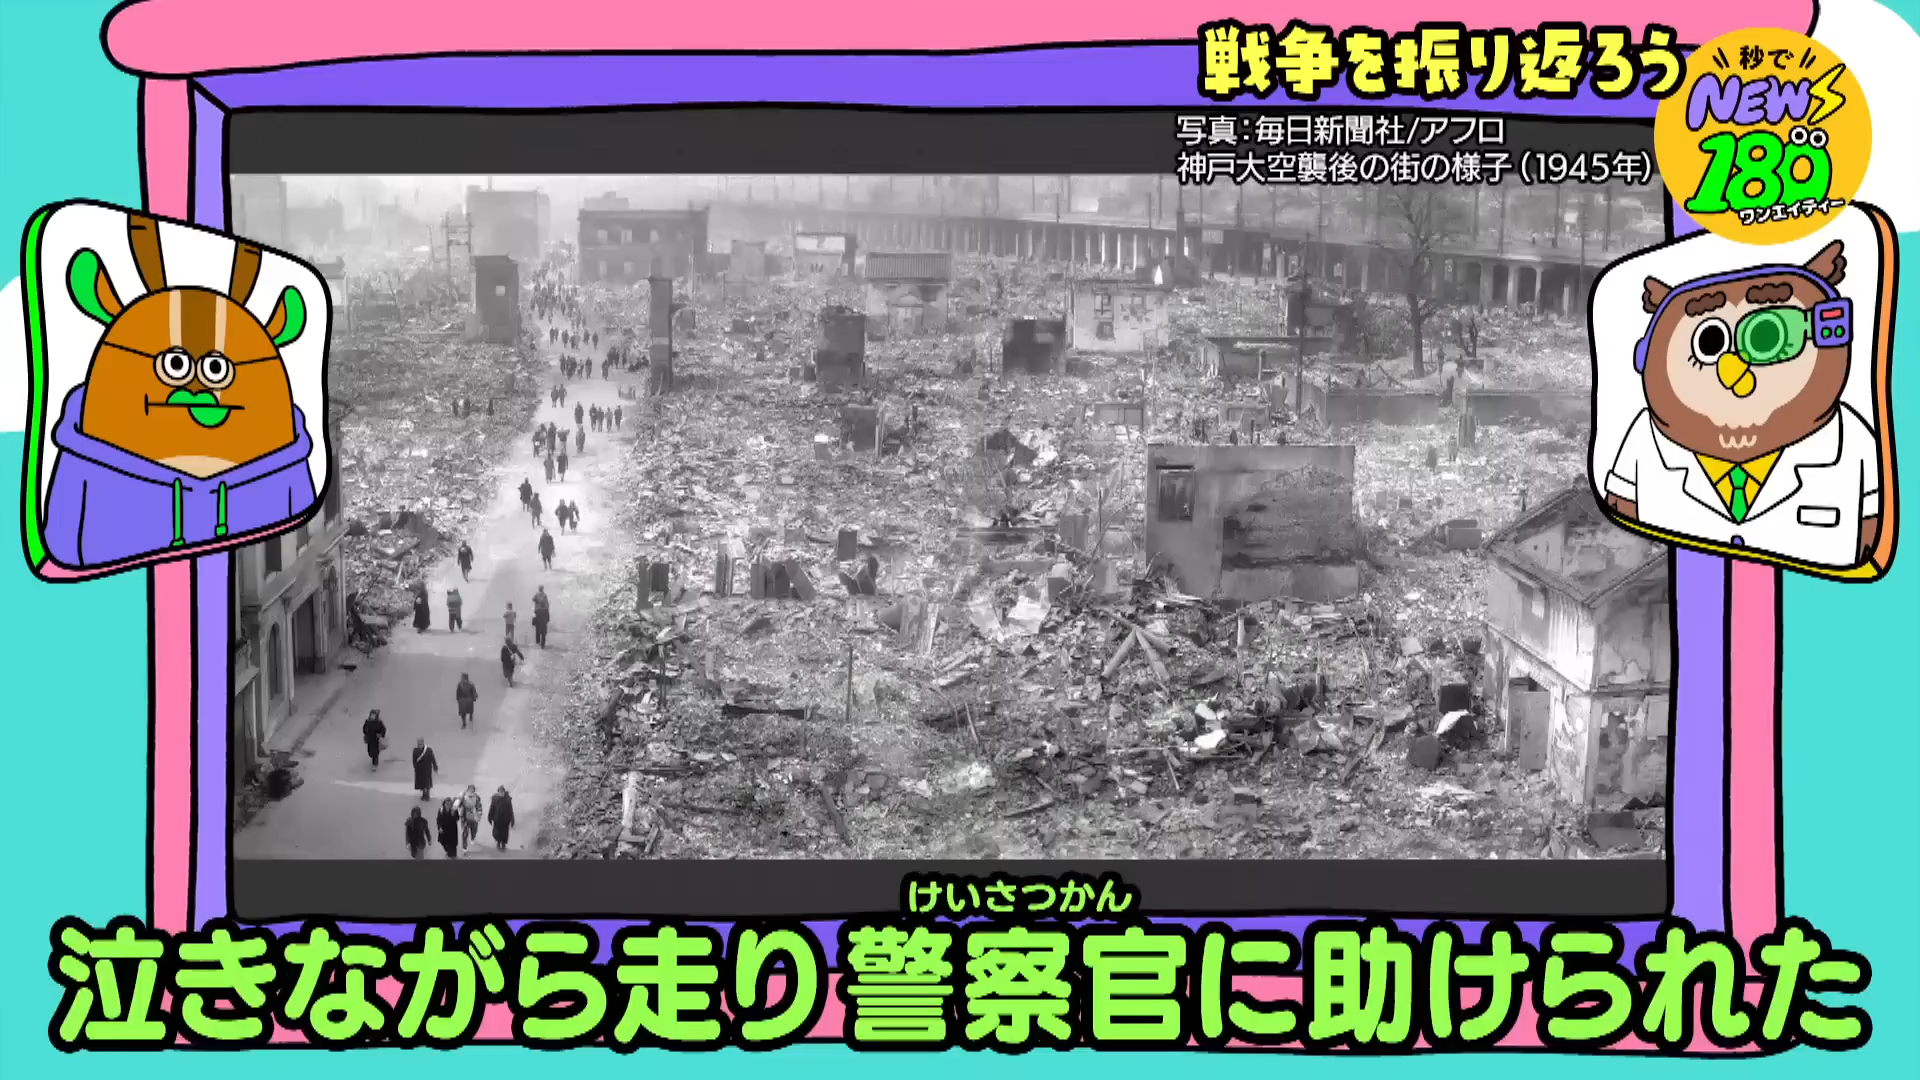 戦争を振り返ろう
秒で
NEWS
180
ワンエイティー
写真：毎日新聞社/アフロ
神戸大空襲後の街の様子（1945年）
けいさつかん
泣きながら走り警察官に助けられた